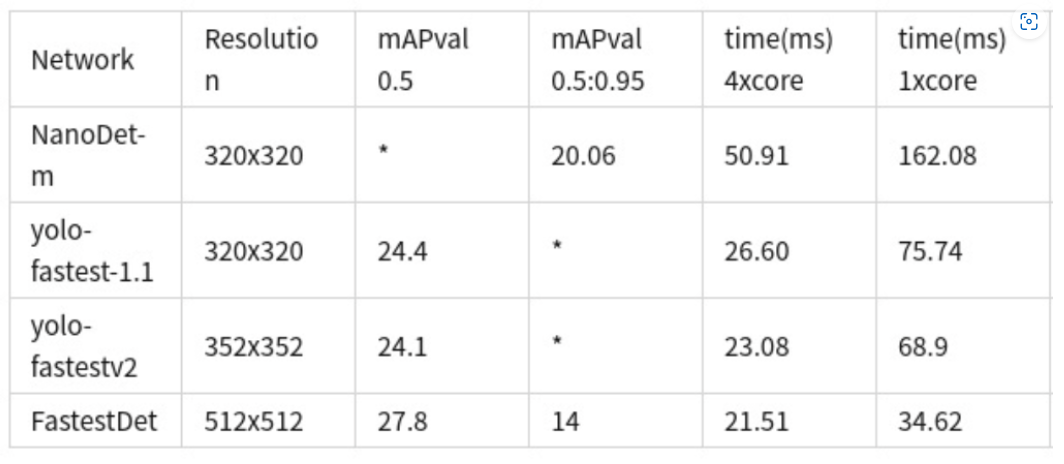 Network
Resolutio
n
mAPval
0.5
mAPval
0.5:0.95
time(ms)
4xcore
time(ms)
1xcore
NanoDet-
m
320x320
*
20.06
50.91
162.08
yolo-
fastest-1.1
320x320
24.4
*
26.60
75.74
yolo-
fastestv2
352x352
24.1
*
23.08
68.9
FastestDet
512x512
27.8
14
21.51
34.62